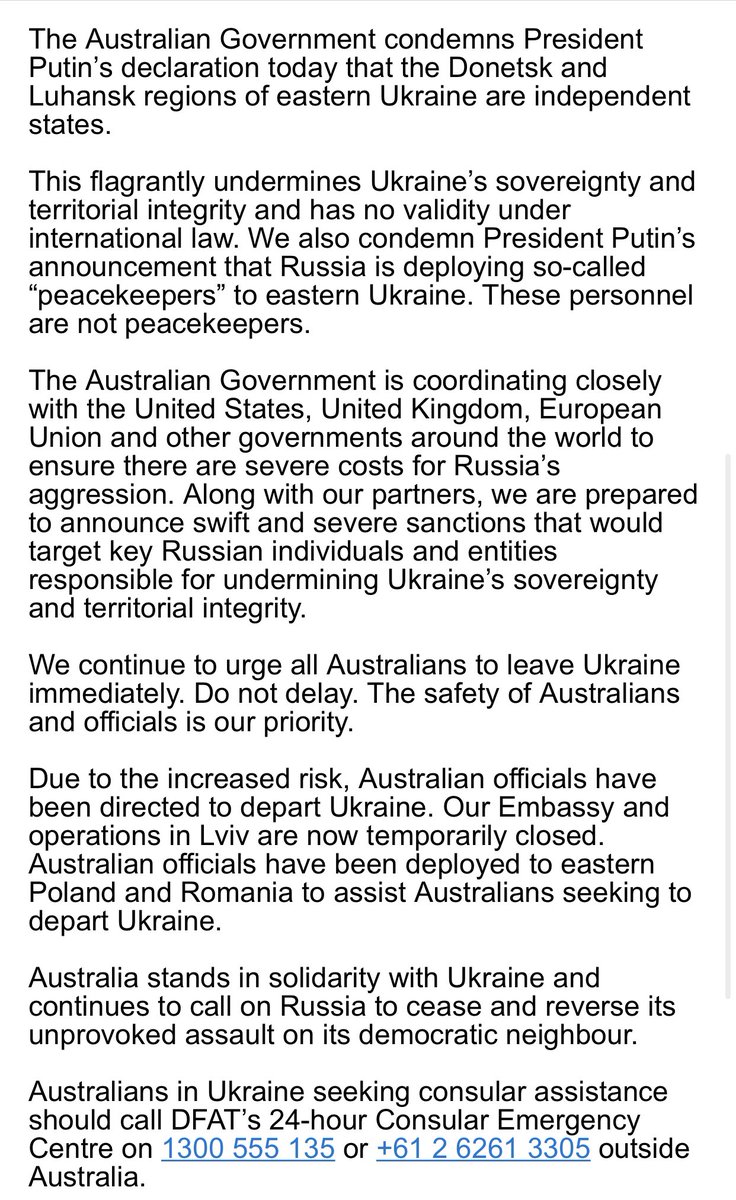 The Australian Government condemns President
Putin’s declaration today that the Donetsk and
Luhansk regions of eastern Ukraine are independent
states.
This flagrantly undermines Ukraine’s sovereignty and
territorial integrity and has no validity under
international law. We also condemn President Putin’s
announcement that Russia is deploying so-called
“peacekeepers” to eastern Ukraine. These personnel
are not peacekeepers.
The Australian Government is coordinating closely
with the United States, United Kingdom, European
Union and other governments around the world to
ensure there are severe costs for Russia’s
aggression. Along with our partners, we are prepared
to announce swift and severe sanctions that would
target key Russian individuals and entities
responsible for undermining Ukraine’s sovereignty
and territorial integrity.
We continue to urge all Australians to leave Ukraine
immediately. Do not delay. The safety of Australians
and officials is our priority.
Due to the increased risk, Australian officials have
been directed to depart Ukraine. Our Embassy and
operations in Lviv are now temporarily closed.
Australian officials have been deployed to eastern
Poland and Romania to assist Australians seeking to
depart Ukraine.
Australia stands in solidarity with Ukraine and
continues to call on Russia to cease and reverse its
unprovoked assault on its democratic neighbour.
Australians in Ukraine seeking consular assistance
should call DFAT’s 24-hour Consular Emergency
Centre on 1300 555 135 or +61 2 6261 3305 outside
Australia.